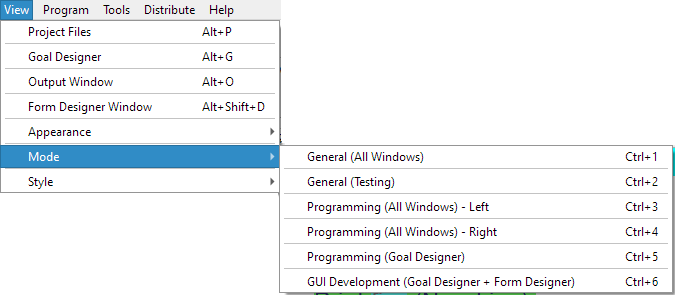 View Program Tools Distribute Help
Project Files Alt+P
Goal Designer Alt+G
Output Window Alt+O
Form Designer Window Alt+Shift+D
Appearance
Mode
Style
General (All Windows) Ctrl+1
General (Testing) Ctrl+2
Programming (All Windows) - Left Ctrl+3
Programming (All Windows) - Right Ctrl+4
Programming (Goal Designer) Ctrl+5
GUI Development (Goal Designer + Form Designer) Ctrl+6